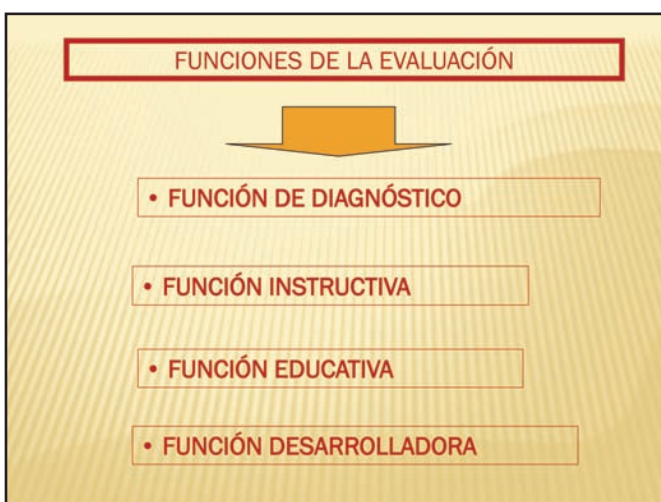 FUNCIONES DE LA EVALUACIÓN
• FUNCIÓN DE DIAGNÓSTICO
• FUNCIÓN INSTRUCTIVA
• FUNCIÓN EDUCATIVA
• FUNCIÓN DESARROLLADORA